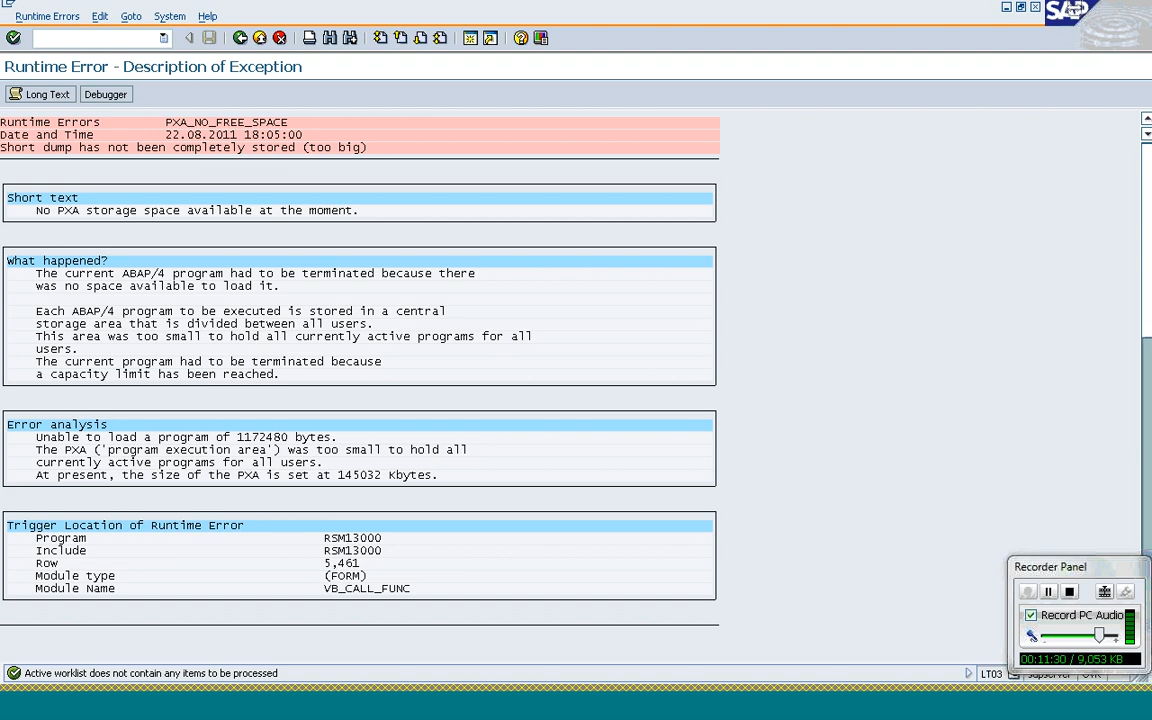 Runtime Errors Edit Goto System Help
SAP
Runtime Error - Description of Exception
Long Text Debugger
Runtime Errors PXA_NO_FREE_SPACE
Date and Time 22.08.2011 18:05:00
Short dump has not been completely stored (too big)
Short text
No PXA storage space available at the moment.
What happened?
The current ABAP/4 program had to be terminated because there
was no space available to load it.
Each ABAP/4 program to be executed is stored in a central
storage area that is divided between all users.
This area was too small to hold all currently active programs for all
users.
The current program had to be terminated because
a capacity limit has been reached.
Error analysis
Unable to load a program of 1172480 bytes.
The PXA ('program execution area') was too small to hold all
currently active programs for all users.
At present, the size of the PXA is set at 145032 Kbytes.
Trigger Location of Runtime Error
Program RSM13000
Include RSM13000
Row 5,461
Module type (FORM)
Module Name VB_CALL_FUNC
Recorder Panel
Record PC Audio
00:11:30 / 9,053 KB
Active worklist does not contain any items to be processed
LT03